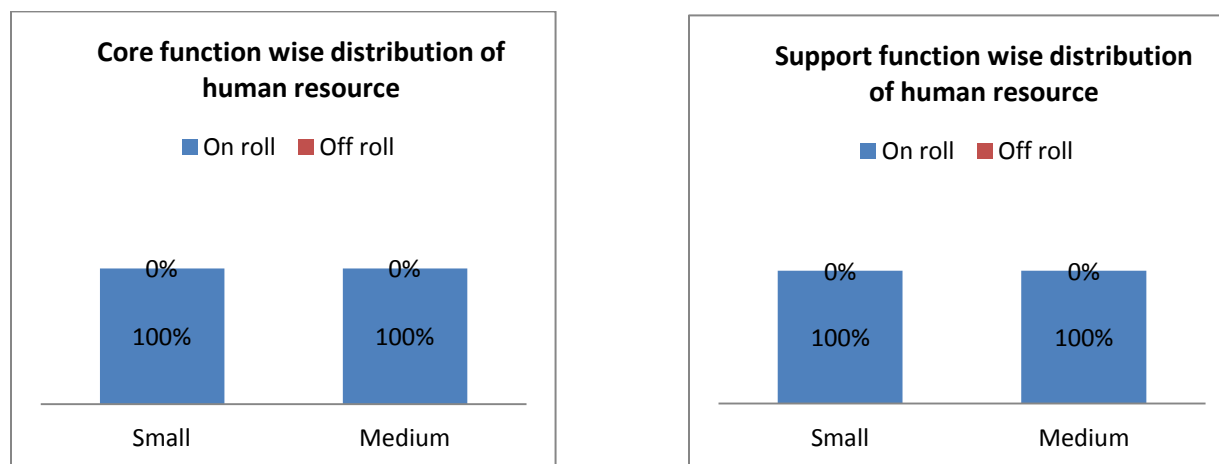 Core function wise distribution of
human resource
On roll Off roll
0% 0%
100% 100%
Small Medium
Support function wise distribution
of human resource
On roll Off roll
0% 0%
100% 100%
Small Medium